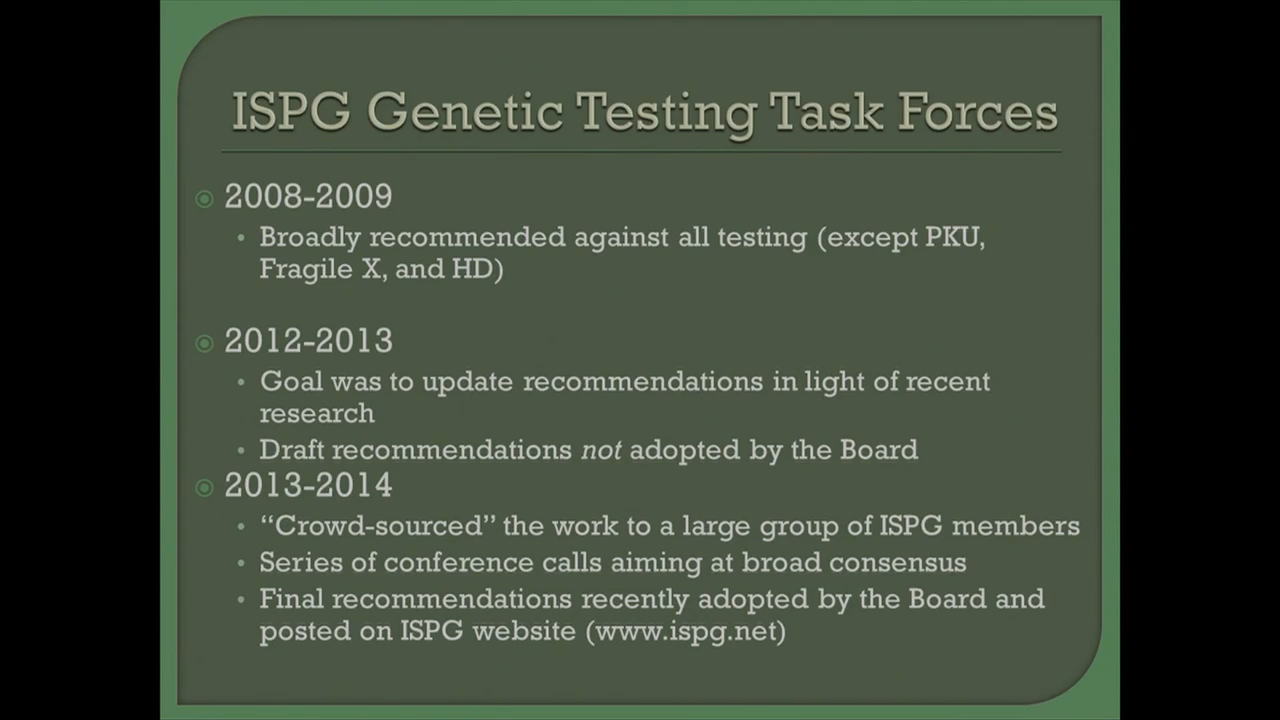 ISPG Genetic Testing Task Forces
2008-2009
Broadly recommended against all testing (except PKU,
Fragile X, and HD)
2012-2013
Goal was to update recommendations in light of recent
research
Draft recommendations not adopted by the Board
2013-2014
“Crowd-sourced” the work to a large group of ISPG members
Series of conference calls aiming at broad consensus
Final recommendations recently adopted by the Board and
posted on ISPG website (www.ispg.net)